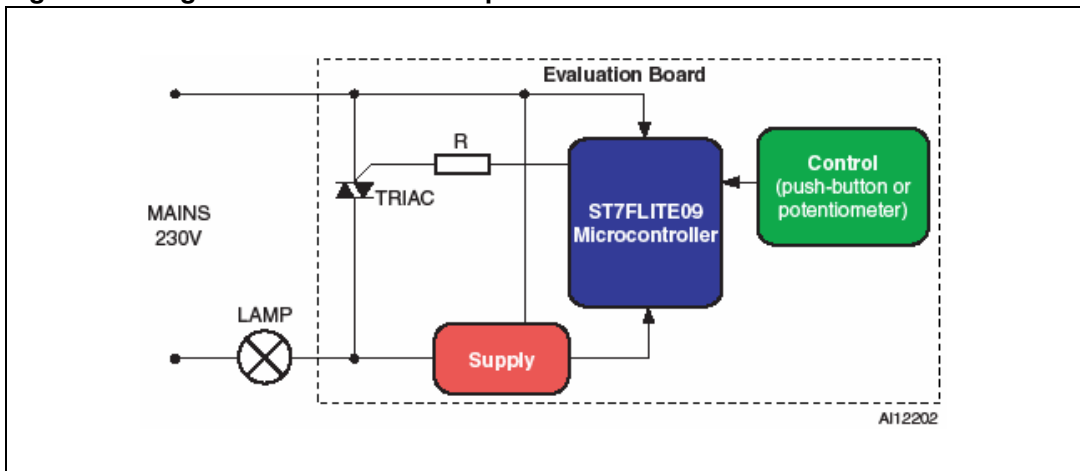 Evaluation Board
R
TRIAC
MAINS
230V
LAMP
ST7FLITE09
Microcontroller
Control
(push-button or
potentiometer)
Supply
AI12202